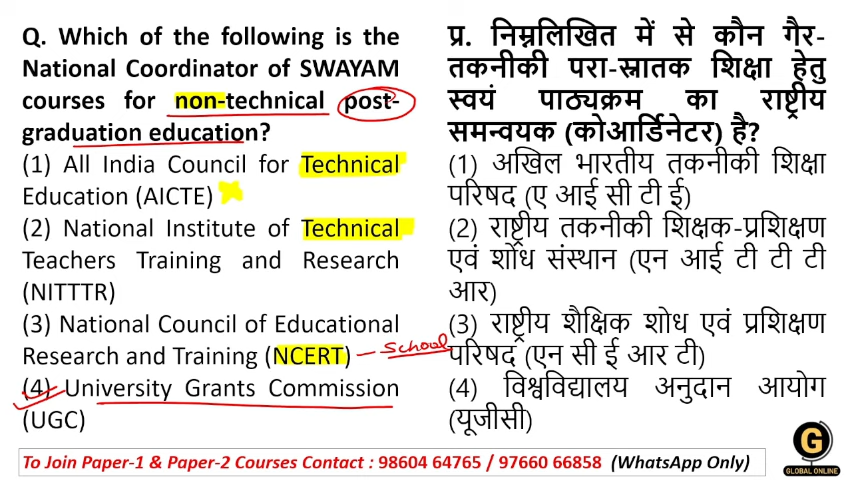 Q. Which of the following is the
National Coordinator of SWAYAM
courses for non-technical post-
graduation education?
(1) All India Council for Technical
Education (AICTE)
(2) National Institute of Technical
Teachers Training and Research
(NITTTR)
(3) National Council of Educational
Research and Training (NCERT) – School
(4) University Grants Commission
(UGC)
प्र. निम्नलिखित में से कौन गैर-
तकनीकी परा-स्नातक शिक्षा हेतु
स्वयं पाठ्यक्रम का राष्ट्रीय
समन्वयक (कोआर्डिनेटर) है?
(1) अखिल भारतीय तकनीकी शिक्षा
परिषद (ए आई सी टी ई)
(2) राष्ट्रीय तकनीकी शिक्षक-प्रशिक्षण
एवं शोध संस्थान (एन आई टी टी टी
आर)
(3) राष्ट्रीय शैक्षिक शोध एवं प्रशिक्षण
परिषद (एन सी ई आर टी)
(4) विश्वविद्यालय अनुदान आयोग
(यूजीसी)
G
GLOBAL ONLINE
To Join Paper-1 & Paper-2 Courses Contact : 98604 64765 / 97660 66858 (WhatsApp Only)